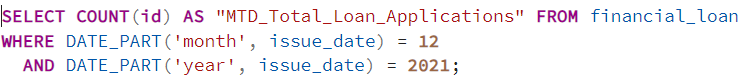 SELECT COUNT(id) AS "MTD_Total_Loan_Applications" FROM financial_loan
WHERE DATE_PART('month', issue_date) = 12
AND DATE_PART('year', issue_date) = 2021;